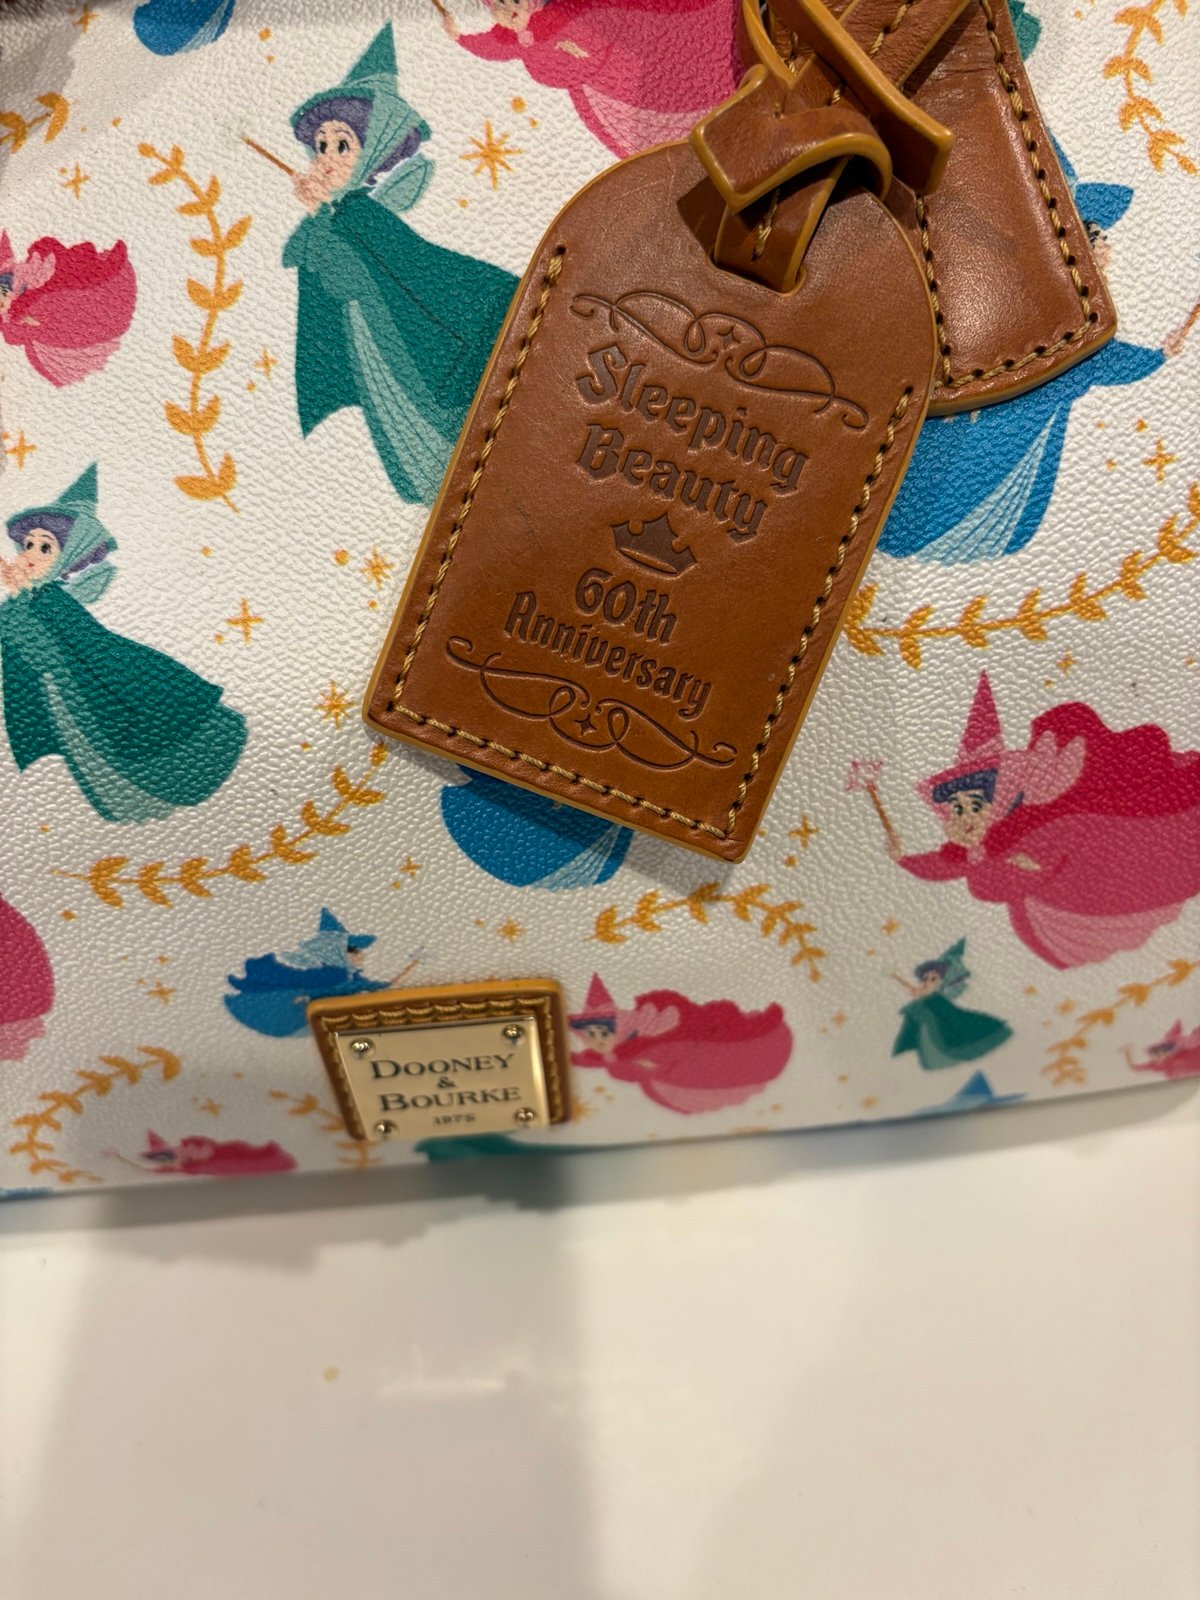 Sleeping
Beauty
60th
Anniversary
DOONEY
&
BOURKE
1975